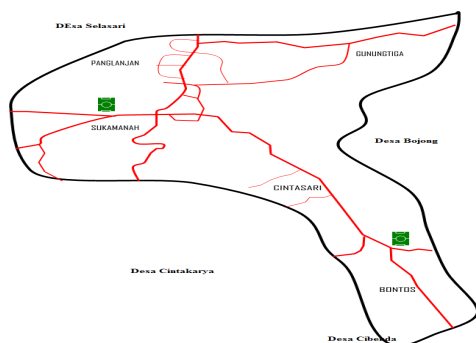 DEsa Selasari
PANGLANJAN
GUNUNGTIGA
SUKAMANAH
Desa Bojong
CINTASARI
Desa Cintakarya
BONTOS
Desa Cibenda